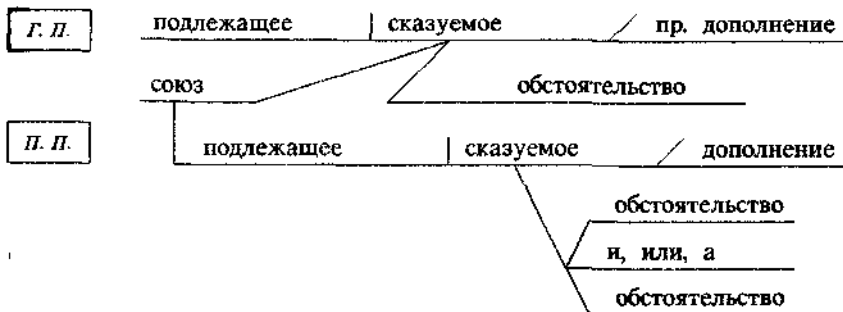 Г. П. подлежащее сказуемое пр. дополнение
союз обстоятельство
П. П. подлежащее сказуемое дополнение
обстоятельство
и, или, а
обстоятельство